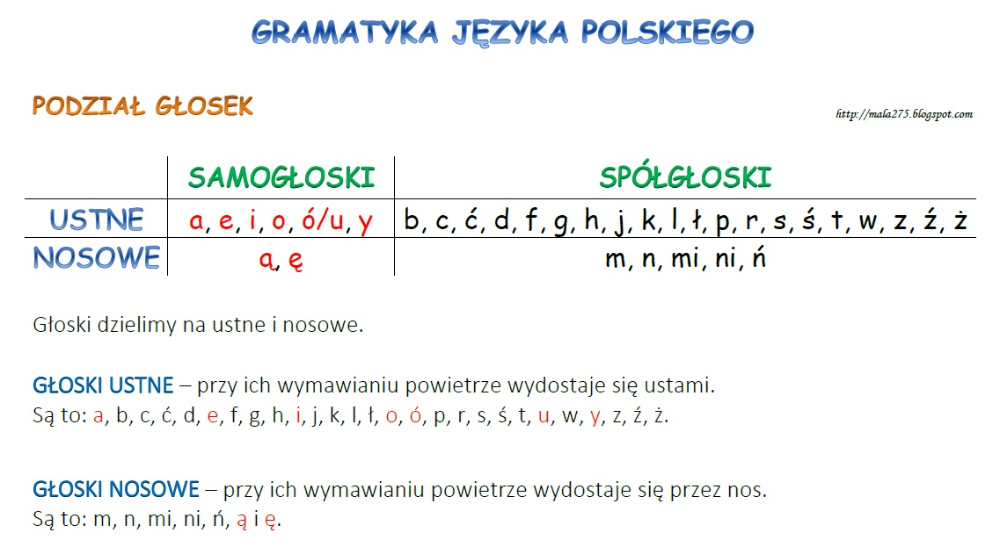 GRAMATYKA JĘZYKA POLSKIEGO
PODZIAŁ GŁOSEK
http://mala275.blogspot.com
SAMOGŁOSKI SPÓŁGŁOSKI
USTNE a, e, i, o, ó/u, y b, c, ć, d, f, g, h, j, k, l, ł, p, r, s, ś, t, w, z, ź, ż
NOSOWE ą, ę m, n, mi, ni, ń
Głoski dzielimy na ustne i nosowe.
GŁOSKI USTNE – przy ich wymawianiu powietrze wydostaje się ustami.
Są to: a, b, c, ć, d, e, f, g, h, i, j, k, l, ł, o, ó, p, r, s, ś, t, u, w, y, z, ź, ż.
GŁOSKI NOSOWE – przy ich wymawianiu powietrze wydostaje się przez nos.
Są to: m, n, mi, ni, ń, ą i ę.